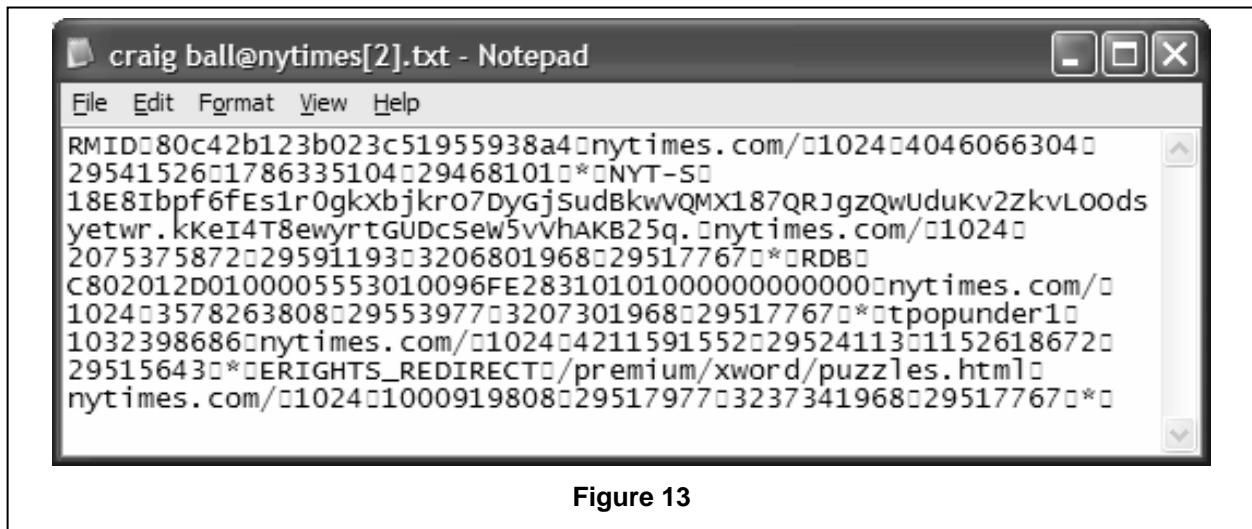 craig ball@nytimes[2].txt - Notepad
File Edit Format View Help
RMID▯80c42b123b023c51955938a4▯nytimes.com/▯1024▯4046066304▯
29541526▯1786335104▯29468101▯*▯NYT-S▯
18E8Ibpf6fEs1r0gkXbjkrO7DyGjSudBkwVQMX187QRJgzQwUduKv2ZkvLOOds
yetwr.kKeI4T8ewyrtGUDcSeW5vVhAKB25q.▯nytimes.com/▯1024▯
2075375872▯29591193▯3206801968▯29517767▯*▯RDB▯
C802012D0100005553010096FE28310101000000000000▯nytimes.com/▯
1024▯3578263808▯29553977▯3207301968▯29517767▯*▯tpopunder1▯
1032398686▯nytimes.com/▯1024▯4211591552▯29524113▯1152618672▯
29515643▯*▯ERIGHTS_REDIRECT▯/premium/xword/puzzles.html▯
nytimes.com/▯1024▯1000919808▯29517977▯3237341968▯29517767▯*▯
Figure 13